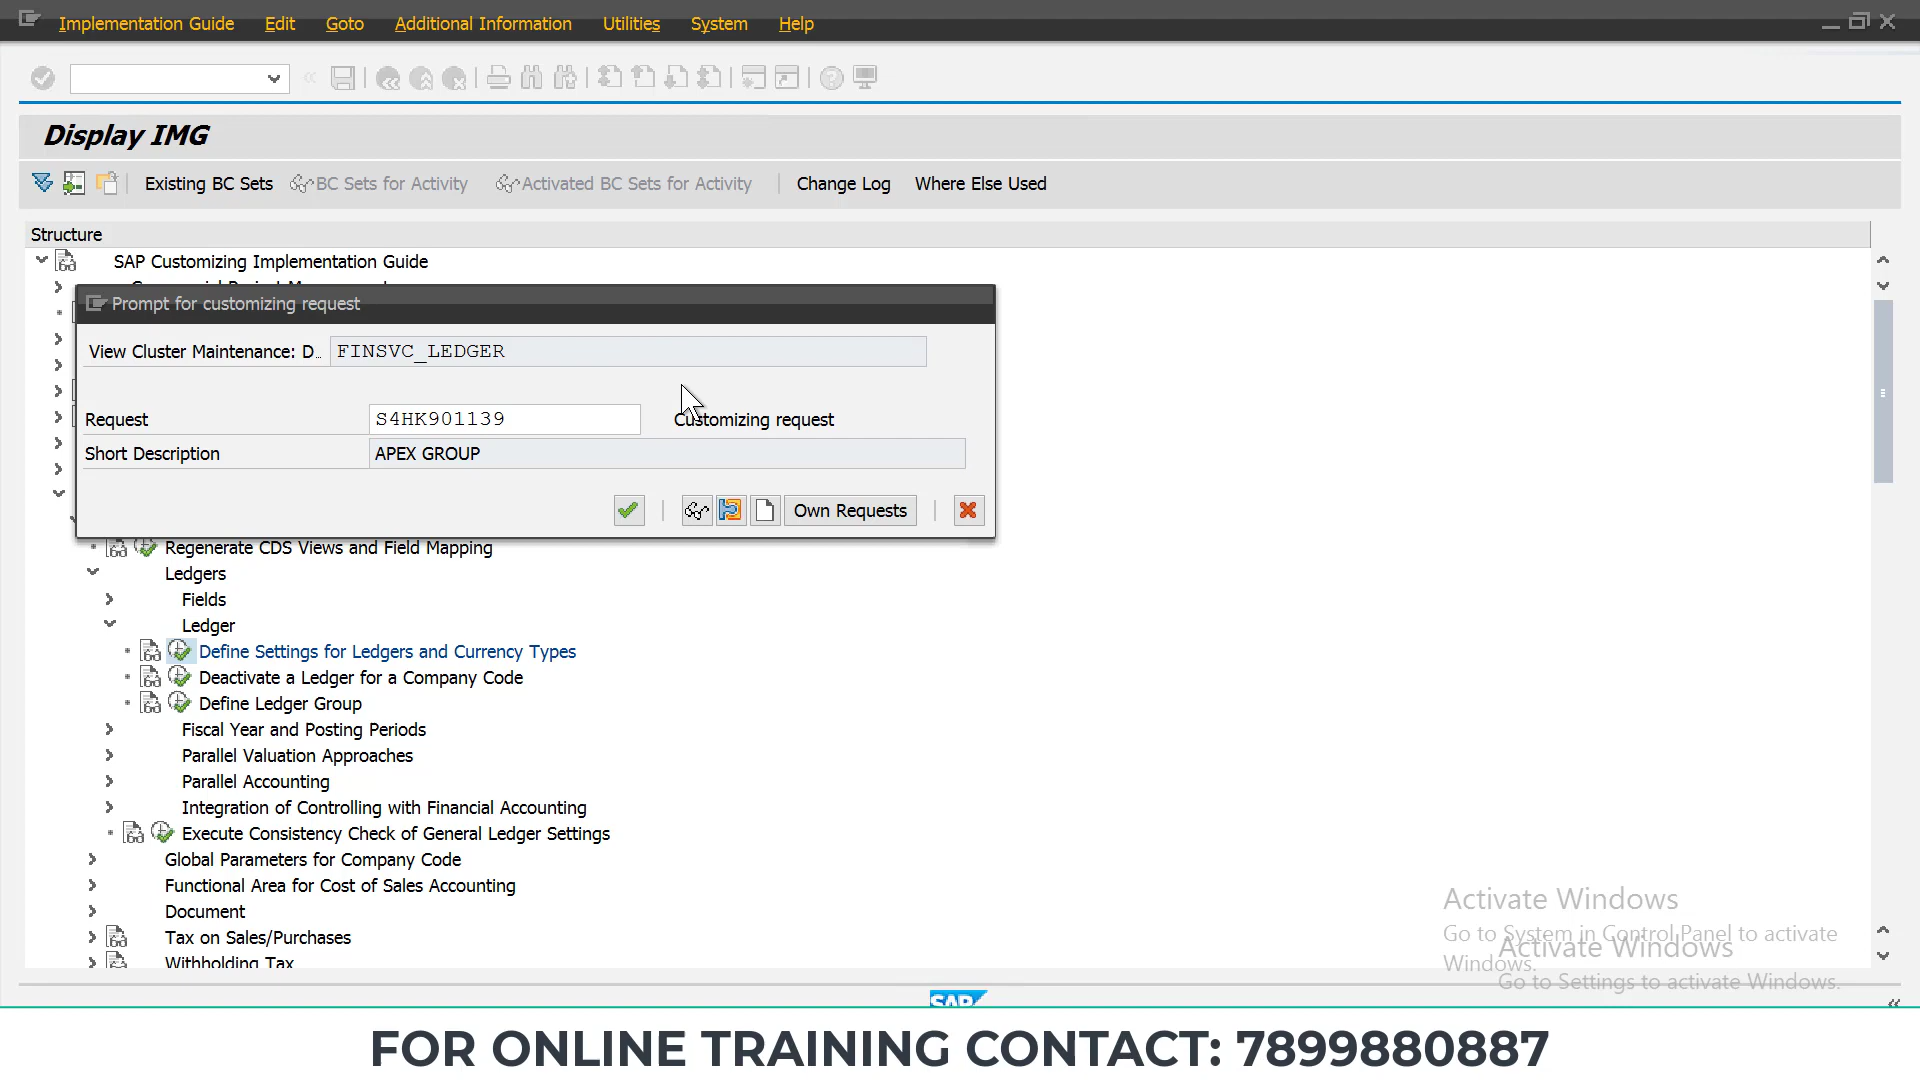 Implementation Guide Edit Goto Additional Information Utilities System Help
Display IMG
Existing BC Sets BC Sets for Activity Activated BC Sets for Activity Change Log Where Else Used
Structure
SAP Customizing Implementation Guide
Prompt for customizing request
View Cluster Maintenance: D.. FINSVC_LEDGER
Request S4HK901139 Customizing request
Short Description APEX GROUP
Own Requests
Regenerate CDS Views and Field Mapping
Ledgers
Fields
Ledger
Define Settings for Ledgers and Currency Types
Deactivate a Ledger for a Company Code
Define Ledger Group
Fiscal Year and Posting Periods
Parallel Valuation Approaches
Parallel Accounting
Integration of Controlling with Financial Accounting
Execute Consistency Check of General Ledger Settings
Global Parameters for Company Code
Functional Area for Cost of Sales Accounting
Document
Tax on Sales/Purchases
Withholding Tax
Activate Windows
Go to System in Control Panel to activate
Windows.
Activate Windows
Go to Settings to activate Windows.
SAP
FOR ONLINE TRAINING CONTACT: 7899880887